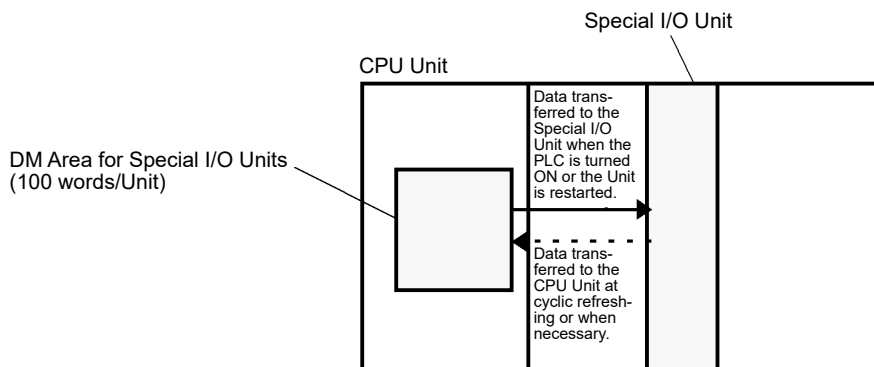 Special I/O Unit
CPU Unit
Data trans-
ferred to the
Special I/O
Unit when the
PLC is turned
ON or the Unit
is restarted.
DM Area for Special I/O Units
(100 words/Unit)
Data trans-
ferred to the
CPU Unit at
cyclic refresh-
ing or when
necessary.